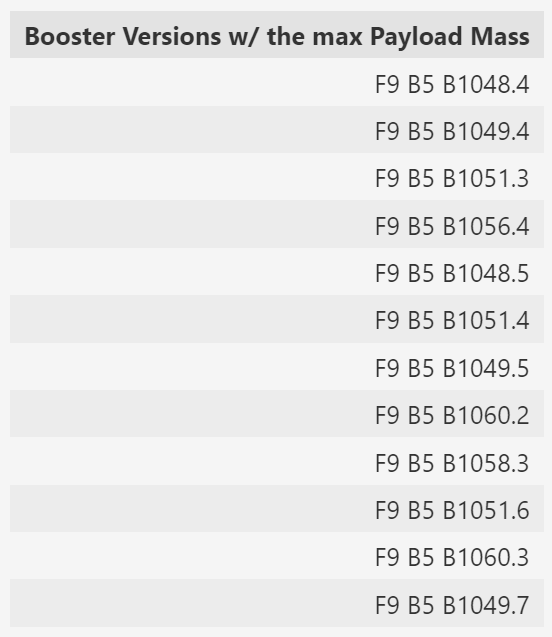 Booster Versions w/ the max Payload Mass
F9 B5 B1048.4
F9 B5 B1049.4
F9 B5 B1051.3
F9 B5 B1056.4
F9 B5 B1048.5
F9 B5 B1051.4
F9 B5 B1049.5
F9 B5 B1060.2
F9 B5 B1058.3
F9 B5 B1051.6
F9 B5 B1060.3
F9 B5 B1049.7